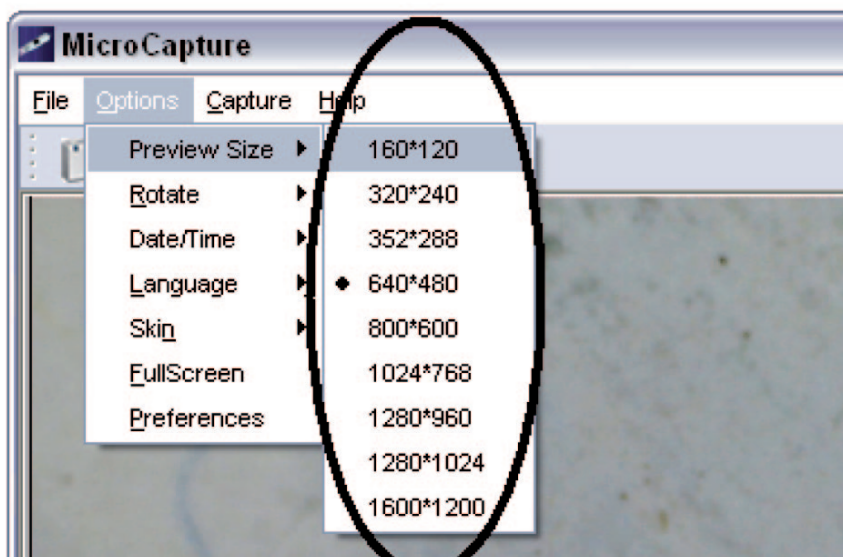 MicroCapture
File Options Capture Help
Preview Size
Rotate
Date/Time
Language
Skin
FullScreen
Preferences
160*120
320*240
352*288
640*480
800*600
1024*768
1280*960
1280*1024
1600*1200